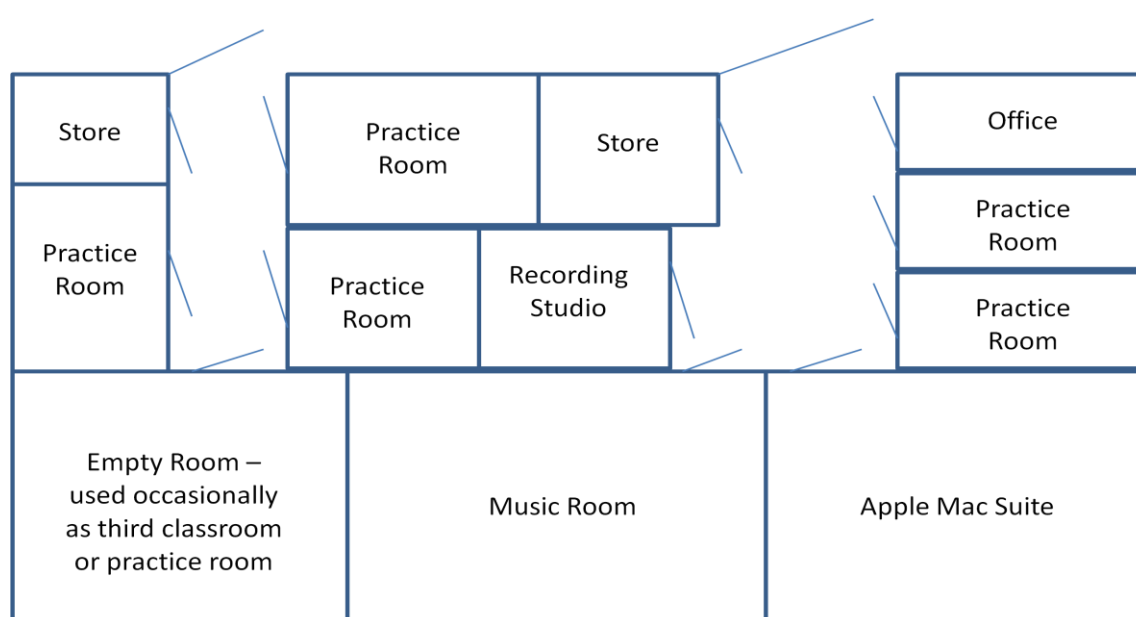 Store
Practice
Room
Store
Office
Practice
Room
Practice
Room
Practice
Room
Recording
Studio
Practice
Room
Empty Room –
used occasionally
as third classroom
or practice room
Music Room
Apple Mac Suite